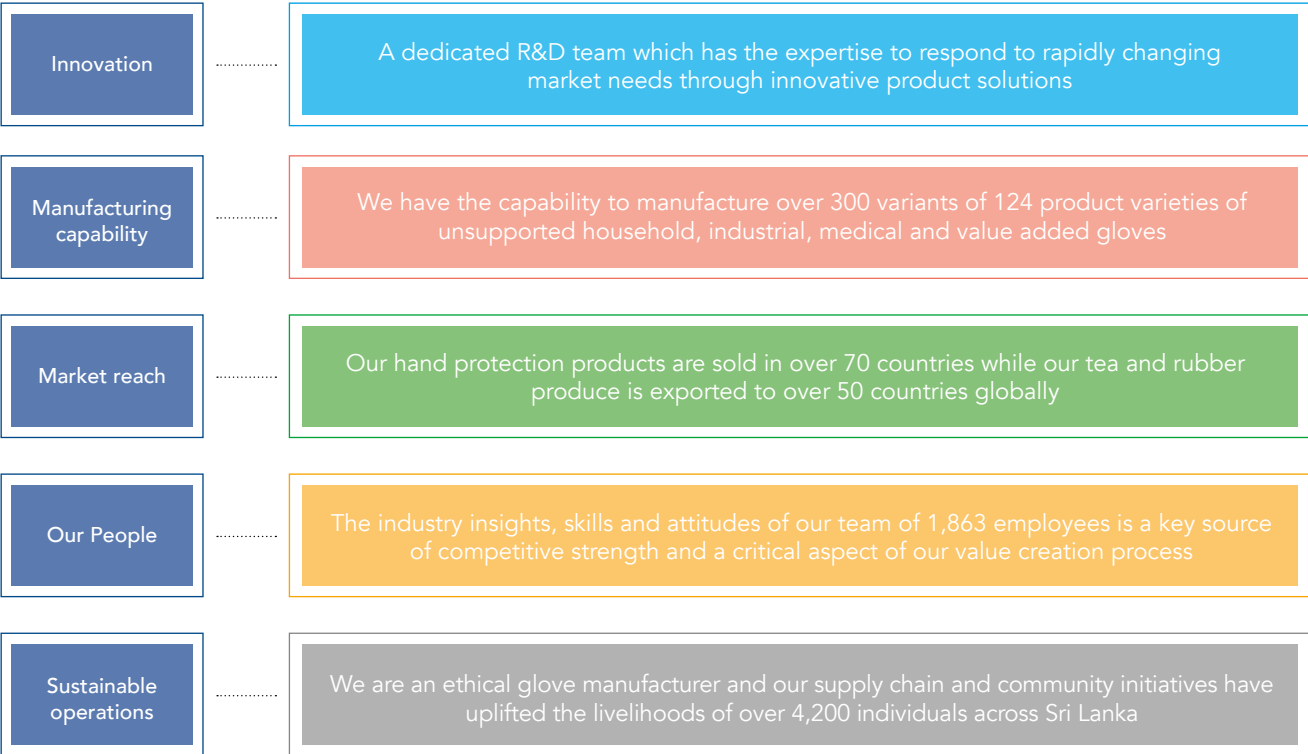 Innovation
A dedicated R&D team which has the expertise to respond to rapidly changing
market needs through innovative product solutions
Manufacturing
capability
We have the capability to manufacture over 300 variants of 124 product varieties of
unsupported household, industrial, medical and value added gloves
Market reach
Our hand protection products are sold in over 70 countries while our tea and rubber
produce is exported to over 50 countries globally
Our People
The industry insights, skills and attitudes of our team of 1,863 employees is a key source
of competitive strength and a critical aspect of our value creation process
Sustainable
operations
We are an ethical glove manufacturer and our supply chain and community initiatives have
uplifted the livelihoods of over 4,200 individuals across Sri Lanka